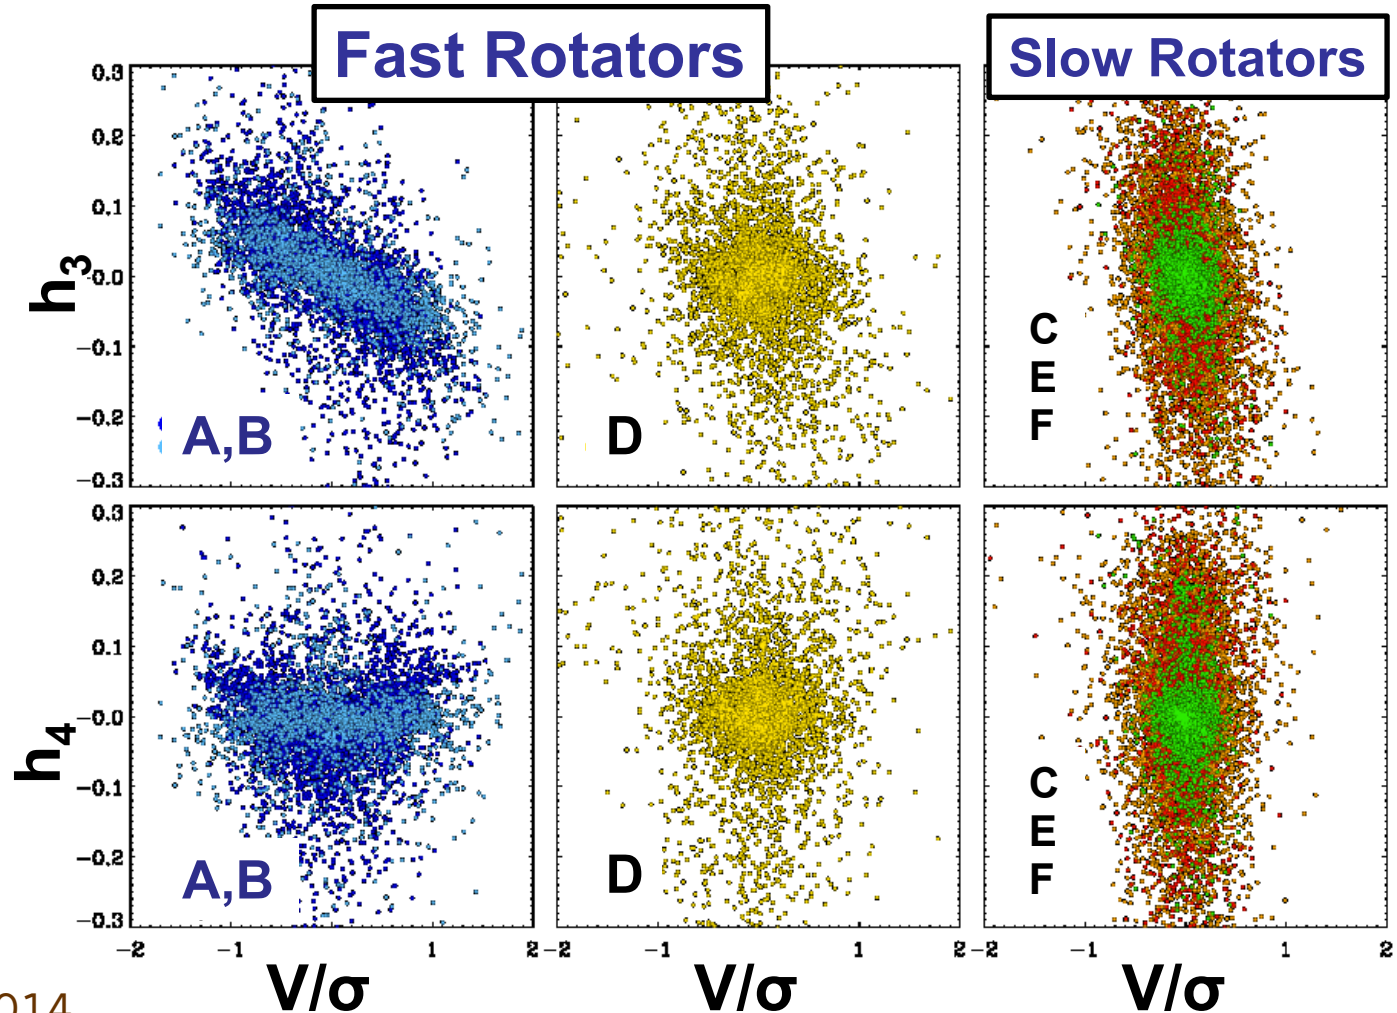 Fast Rotators
Slow Rotators
0.3
0.2
0.1
-0.0
-0.1
-0.2
-0.3
h3
A,B
D
C
E
F
0.3
0.2
0.1
-0.0
-0.1
-0.2
-0.3
h4
A,B
D
C
E
F
-2 -1 1 2 -2 -1 1 2 -2 -1 1 2
V/σ V/σ V/σ
014